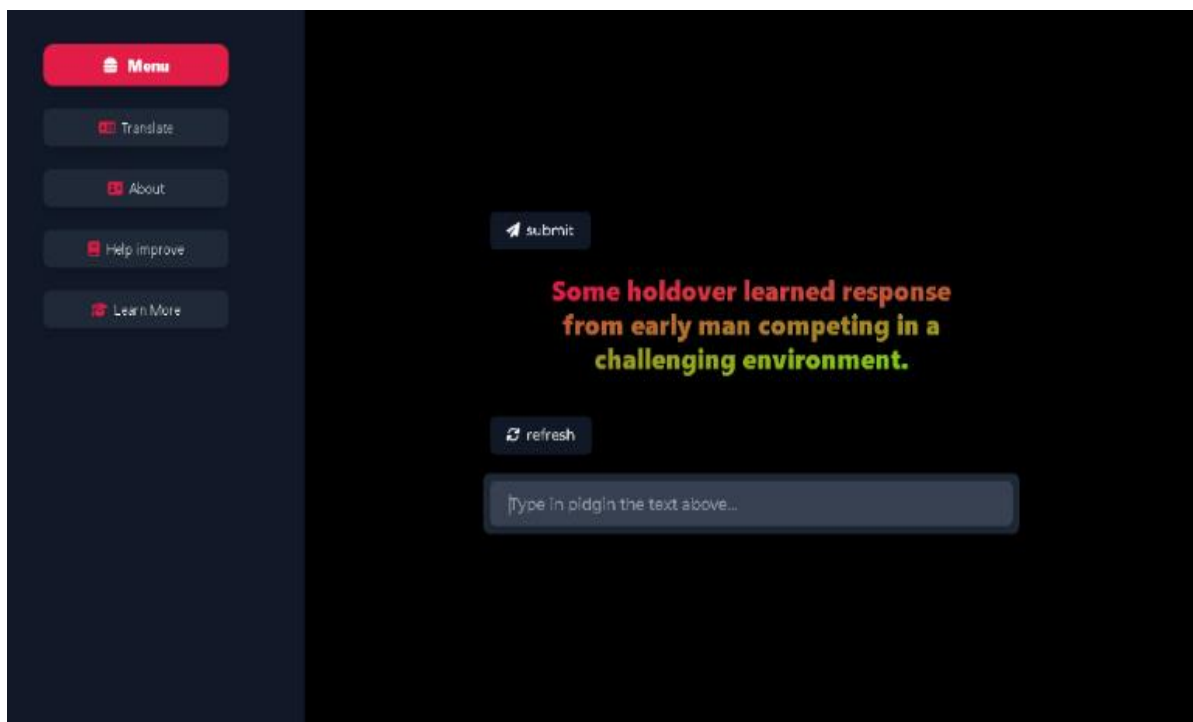 Menu
Translate
About
Help improve
Learn More
submit
Some holdover learned response
from early man competing in a
challenging environment.
refresh
Type in pidgin the text above...